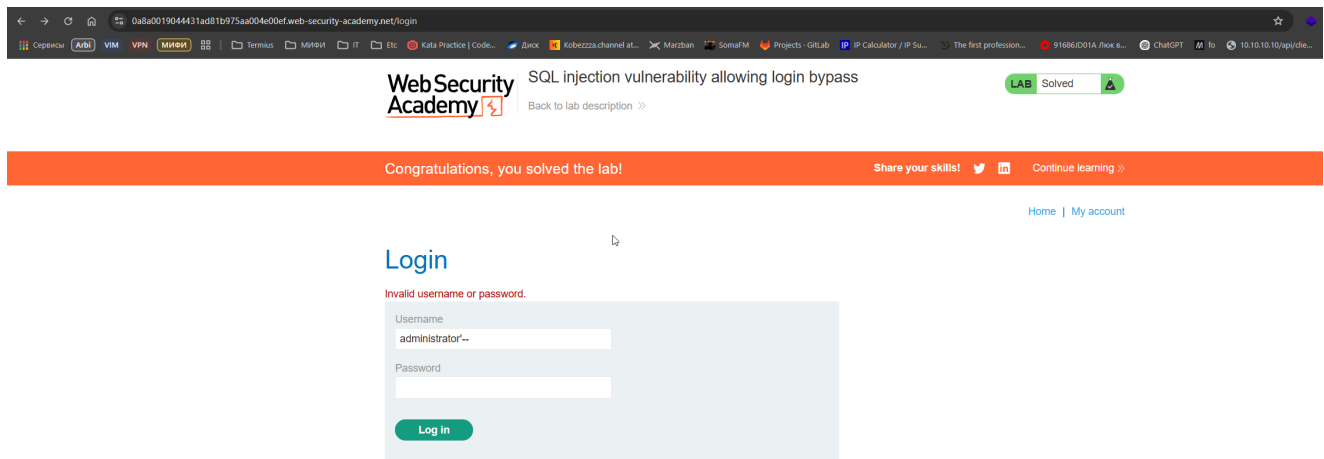 0a8a0019044431ad81b975aa004e00ef.web-security-academy.net/login
Сервисы Arbi VIM VPN МИФИ Termius МИФИ IT Etc Kata Practice | Code... Диск Kobezzza.channel at... Marzban SomaFM Projects · GitLab IP Calculator / IP Su... The first profession... 91686JD01A Люк в... ChatGPT fo 10.10.10.10/api/clie...
Web Security Academy
SQL injection vulnerability allowing login bypass
LAB Solved
Back to lab description
Congratulations, you solved the lab!
Share your skills! Continue learning
Home | My account
Login
Invalid username or password.
Username
administrator'--
Password
Log in